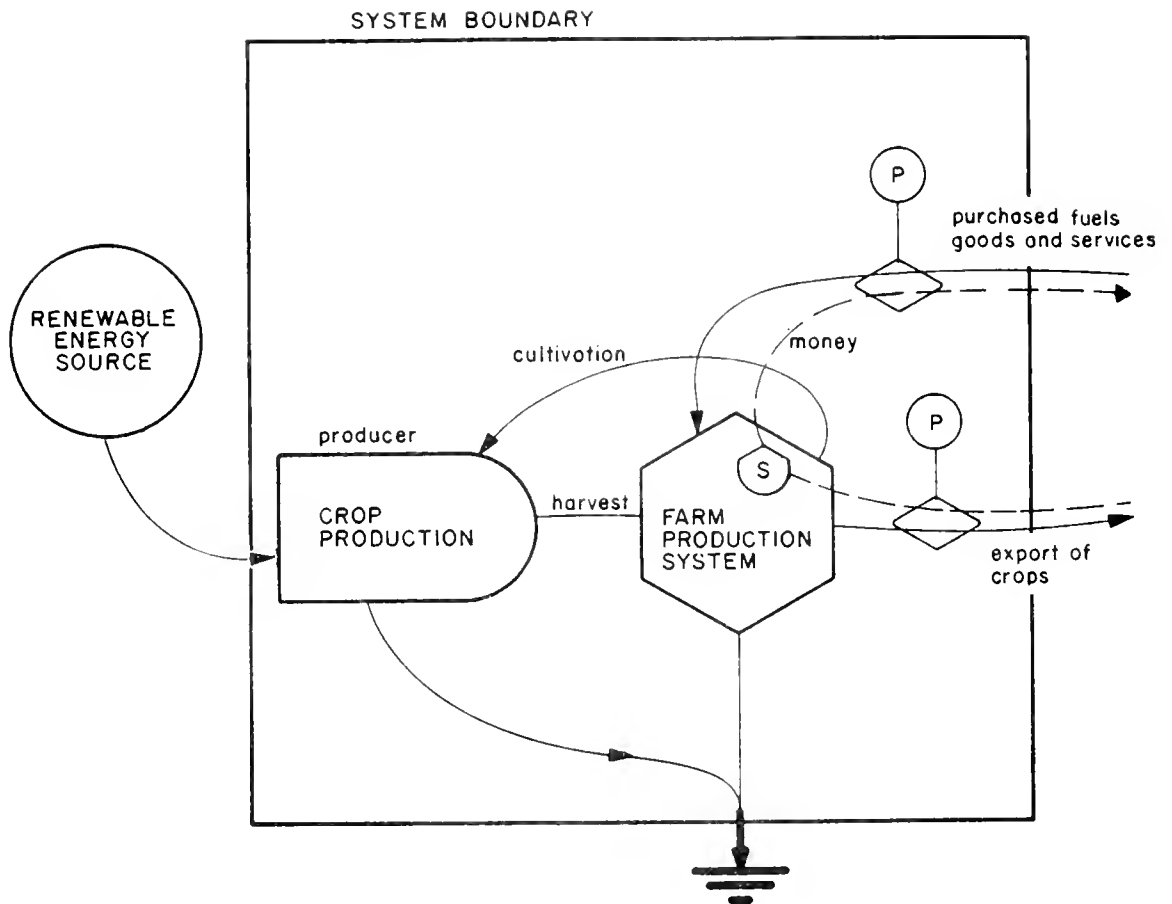 SYSTEM BOUNDARY
P
purchased fuels
goods and services
RENEWABLE
ENERGY
SOURCE
money
cultivation
P
producer
S
harvest
CROP
PRODUCTION
FARM
PRODUCTION
SYSTEM
export of
crops